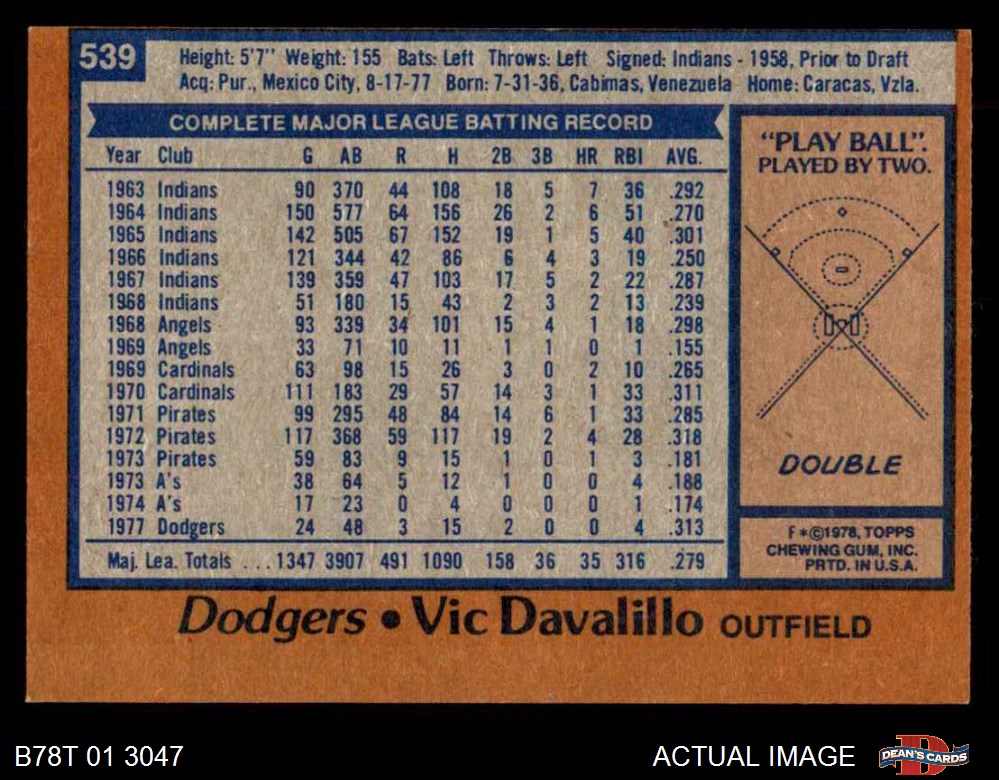 539
Height: 5'7" Weight: 155 Bats: Left Throws: Left Signed: Indians - 1958, Prior to Draft
Acq: Pur., Mexico City, 8-17-77 Born: 7-31-36, Cabimas, Venezuela Home: Caracas, Vzla.
COMPLETE MAJOR LEAGUE BATTING RECORD
Year Club G AB R H 2B 3B HR RBI AVG.
1963 Indians 90 370 44 108 18 5 7 36 .292
1964 Indians 150 577 64 156 26 2 6 51 .270
1965 Indians 142 505 67 152 19 1 5 40 .301
1966 Indians 121 344 42 86 6 4 3 19 .250
1967 Indians 139 359 47 103 17 5 2 22 .287
1968 Indians 51 180 15 43 2 3 2 13 .239
1968 Angels 93 339 34 101 15 4 1 18 .298
1969 Angels 33 71 10 11 1 1 0 1 .155
1969 Cardinals 63 98 15 26 3 0 2 10 .265
1970 Cardinals 111 183 29 57 14 3 1 33 .311
1971 Pirates 99 295 48 84 14 6 1 33 .285
1972 Pirates 117 368 59 117 19 2 4 28 .318
1973 Pirates 59 83 9 15 1 0 1 3 .181
1973 A's 38 64 5 12 1 0 0 4 .188
1974 A's 17 23 0 4 0 0 0 1 .174
1977 Dodgers 24 48 3 15 2 0 0 4 .313
Maj. Lea. Totals ... 1347 3907 491 1090 158 36 35 316 .279
"PLAY BALL":
PLAYED BY TWO.
DOUBLE
F *©1978, TOPPS
CHEWING GUM, INC.
PRTD. IN U.S.A.
Dodgers • Vic Davalillo OUTFIELD
B78T 01 3047
ACTUAL IMAGE
D
DEAN'S CARDS